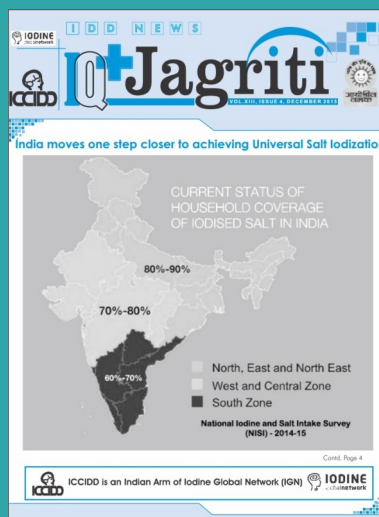 IODINE
globalnetwork
IDD NEWS
ICCIDD
IQ+Jagriti
VOL.XIII, ISSUE 4, DECEMBER 2015
India moves one step closer to achieving Universal Salt Iodizatio
CURRENT STATUS OF
HOUSEHOLD COVERAGE
OF IODISED SALT IN INDIA
80%-90%
70%-80%
60%-70%
North, East and North East
West and Central Zone
South Zone
National Iodine and Salt Intake Survey
(NISI) - 2014-15
Contd. Page 4
ICCIDD
ICCIDD is an Indian Arm of Iodine Global Network (IGN)
IODINE
globalnetwork